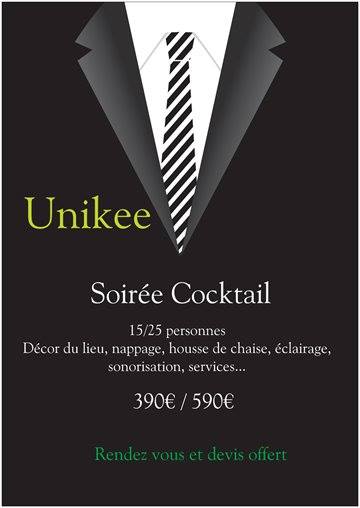 Unikee
Soirée Cocktail
15/25 personnes
Décor du lieu, nappage, housse de chaise, éclairage,
sonorisation, services...
390€ / 590€
Rendez vous et devis offert